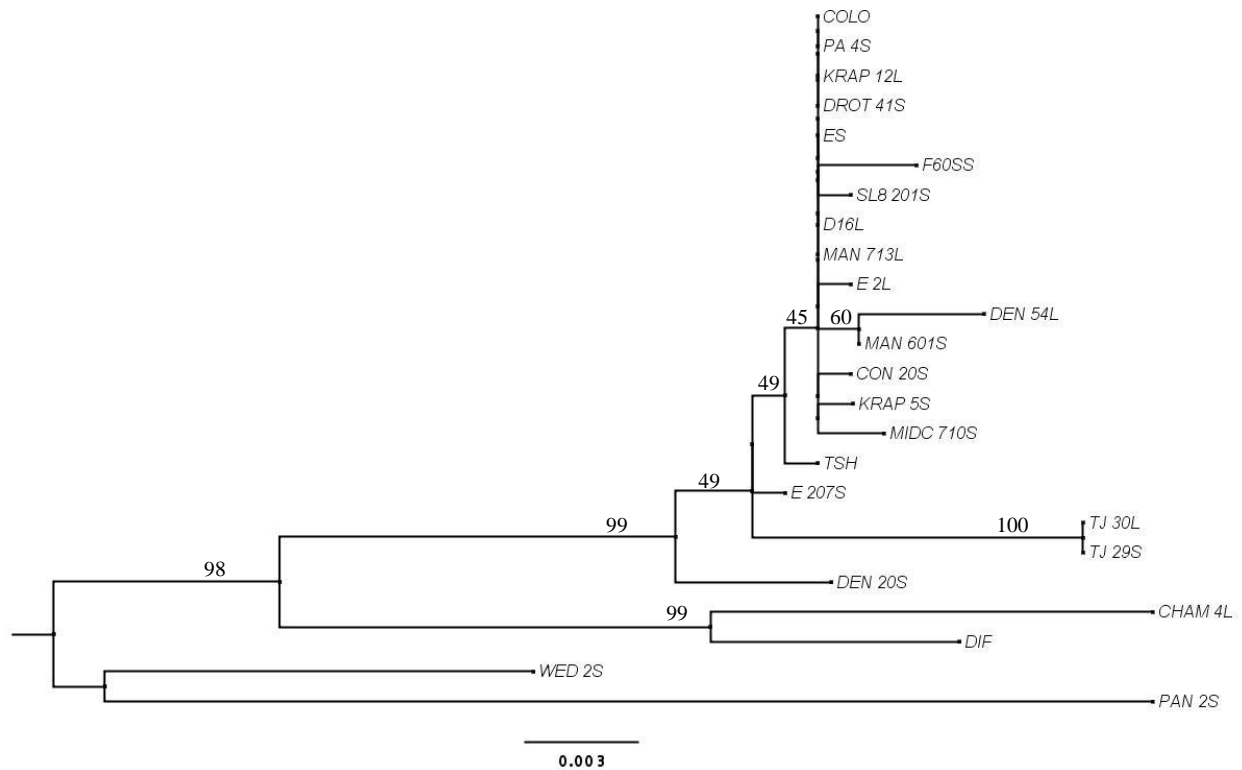 COLO
PA 4S
KRAP 12L
DROT 41S
ES
F60SS
SL8 201S
D16L
MAN 713L
E 2L
45 60 DEN 54L
MAN 601S
CON 20S
49
KRAP 5S
MIDC 710S
TSH
49 E 207S
99 100 TJ 30L
TJ 29S
98 DEN 20S
99 CHAM 4L
DIF
WED 2S
PAN 2S
0.003